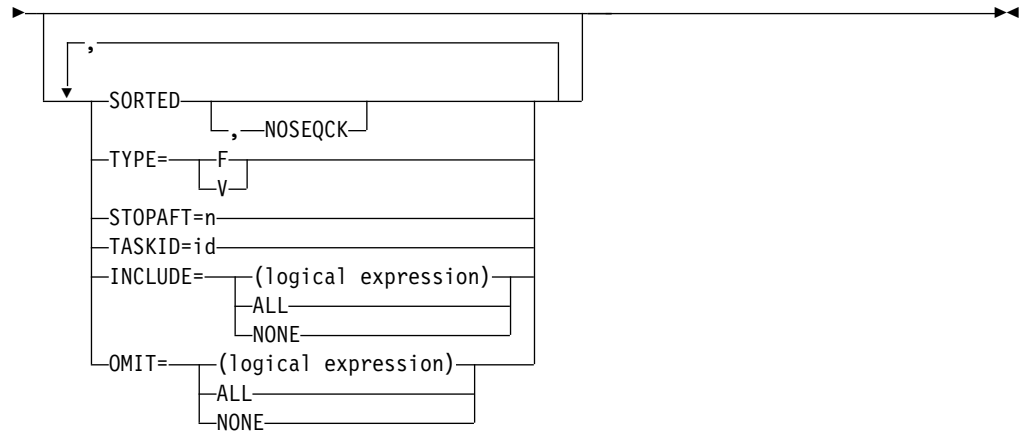 ,
SORTED
, NOSEQCK
TYPE= F
V
STOPAFT=n
TASKID=id
INCLUDE= (logical expression)
ALL
NONE
OMIT= (logical expression)
ALL
NONE